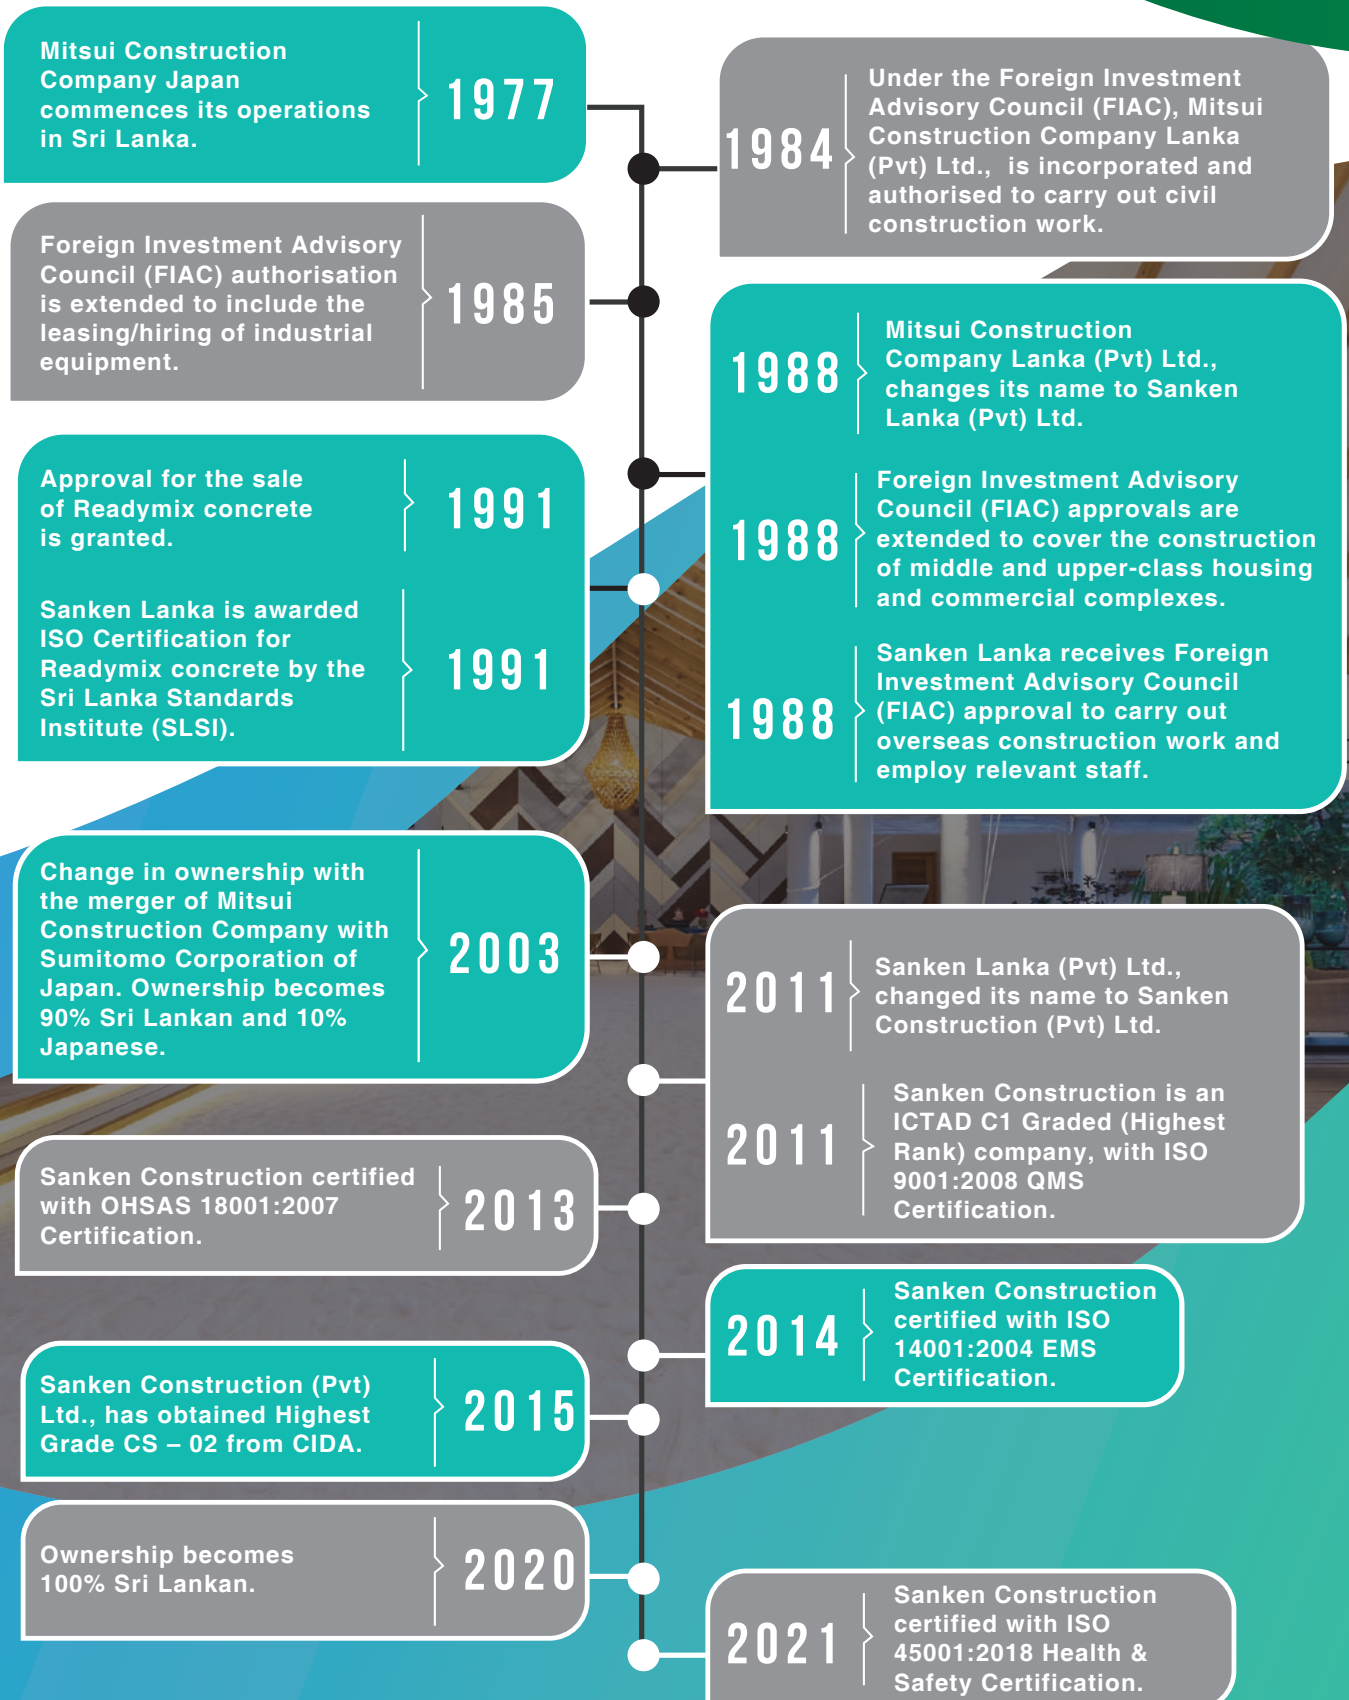 Mitsui Construction
Company Japan
commences its operations
in Sri Lanka.
1977
Under the Foreign Investment
Advisory Council (FIAC), Mitsui
Construction Company Lanka
(Pvt) Ltd., is incorporated and
authorised to carry out civil
construction work.
1984
Foreign Investment Advisory
Council (FIAC) authorisation
is extended to include the
leasing/hiring of industrial
equipment.
1985
1988
Mitsui Construction
Company Lanka (Pvt) Ltd.,
changes its name to Sanken
Lanka (Pvt) Ltd.
1988
Foreign Investment Advisory
Council (FIAC) approvals are
extended to cover the construction
of middle and upper-class housing
and commercial complexes.
1988
Sanken Lanka receives Foreign
Investment Advisory Council
(FIAC) approval to carry out
overseas construction work and
employ relevant staff.
Approval for the sale
of Readymix concrete
is granted.
1991
Sanken Lanka is awarded
ISO Certification for
Readymix concrete by the
Sri Lanka Standards
Institute (SLSI).
1991
Change in ownership with
the merger of Mitsui
Construction Company with
Sumitomo Corporation of
Japan. Ownership becomes
90% Sri Lankan and 10%
Japanese.
2003
2011
Sanken Lanka (Pvt) Ltd.,
changed its name to Sanken
Construction (Pvt) Ltd.
2011
Sanken Construction is an
ICTAD C1 Graded (Highest
Rank) company, with ISO
9001:2008 QMS
Certification.
Sanken Construction certified
with OHSAS 18001:2007
Certification.
2013
2014
Sanken Construction
certified with ISO
14001:2004 EMS
Certification.
Sanken Construction (Pvt)
Ltd., has obtained Highest
Grade CS – 02 from CIDA.
2015
Ownership becomes
100% Sri Lankan.
2020
2021
Sanken Construction
certified with ISO
45001:2018 Health &
Safety Certification.